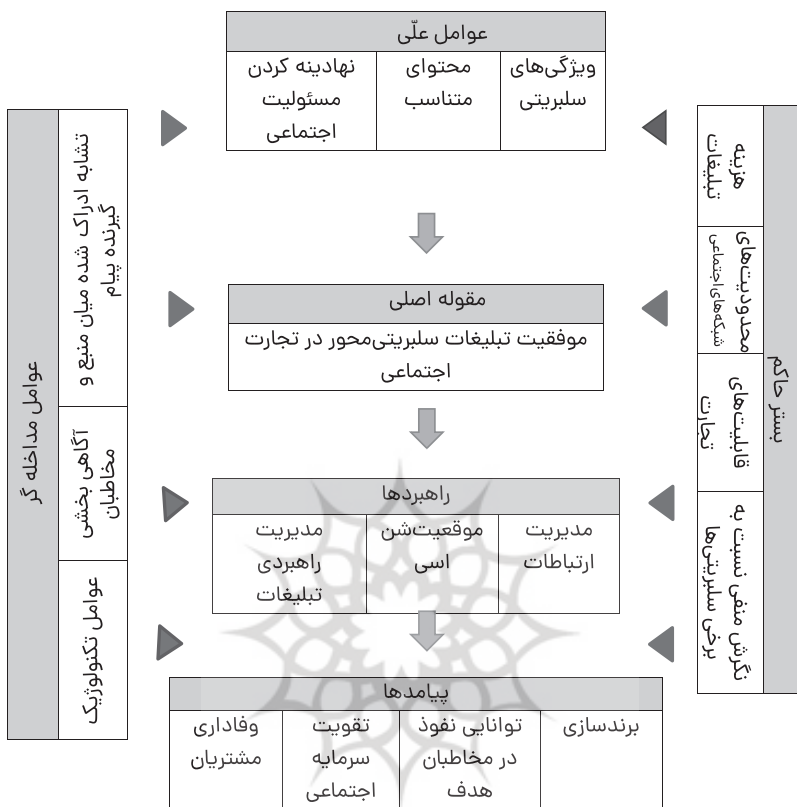 عوامل علّی
ویژگی‌های
سلبریتی
محتوای
متناسب
نهادینه کردن
مسئولیت
اجتماعی
بستر حاکم
هزینه
تبلیغات
محدودیت‌های
شبکه‌های اجتماعی
قابلیت‌های
تجارت
نگرش منفی نسبت به
برخی سلبریتی‌ها
مقوله اصلی
موفقیت تبلیغات سلبریتی‌محور در تجارت
اجتماعی
راهبردها
مدیریت
ارتباطات
موقعیت‌شن
اسی
مدیریت
راهبردی
تبلیغات
پیامدها
برندسازی
توانایی نفوذ
در مخاطبان
هدف
تقویت
سرمایه
اجتماعی
وفاداری
مشتریان
عوامل مداخله گر
تشابه ادراک شده میان منبع و
گیرنده پیام
آگاهی بخشی
مخاطبان
عوامل تکنولوژیک